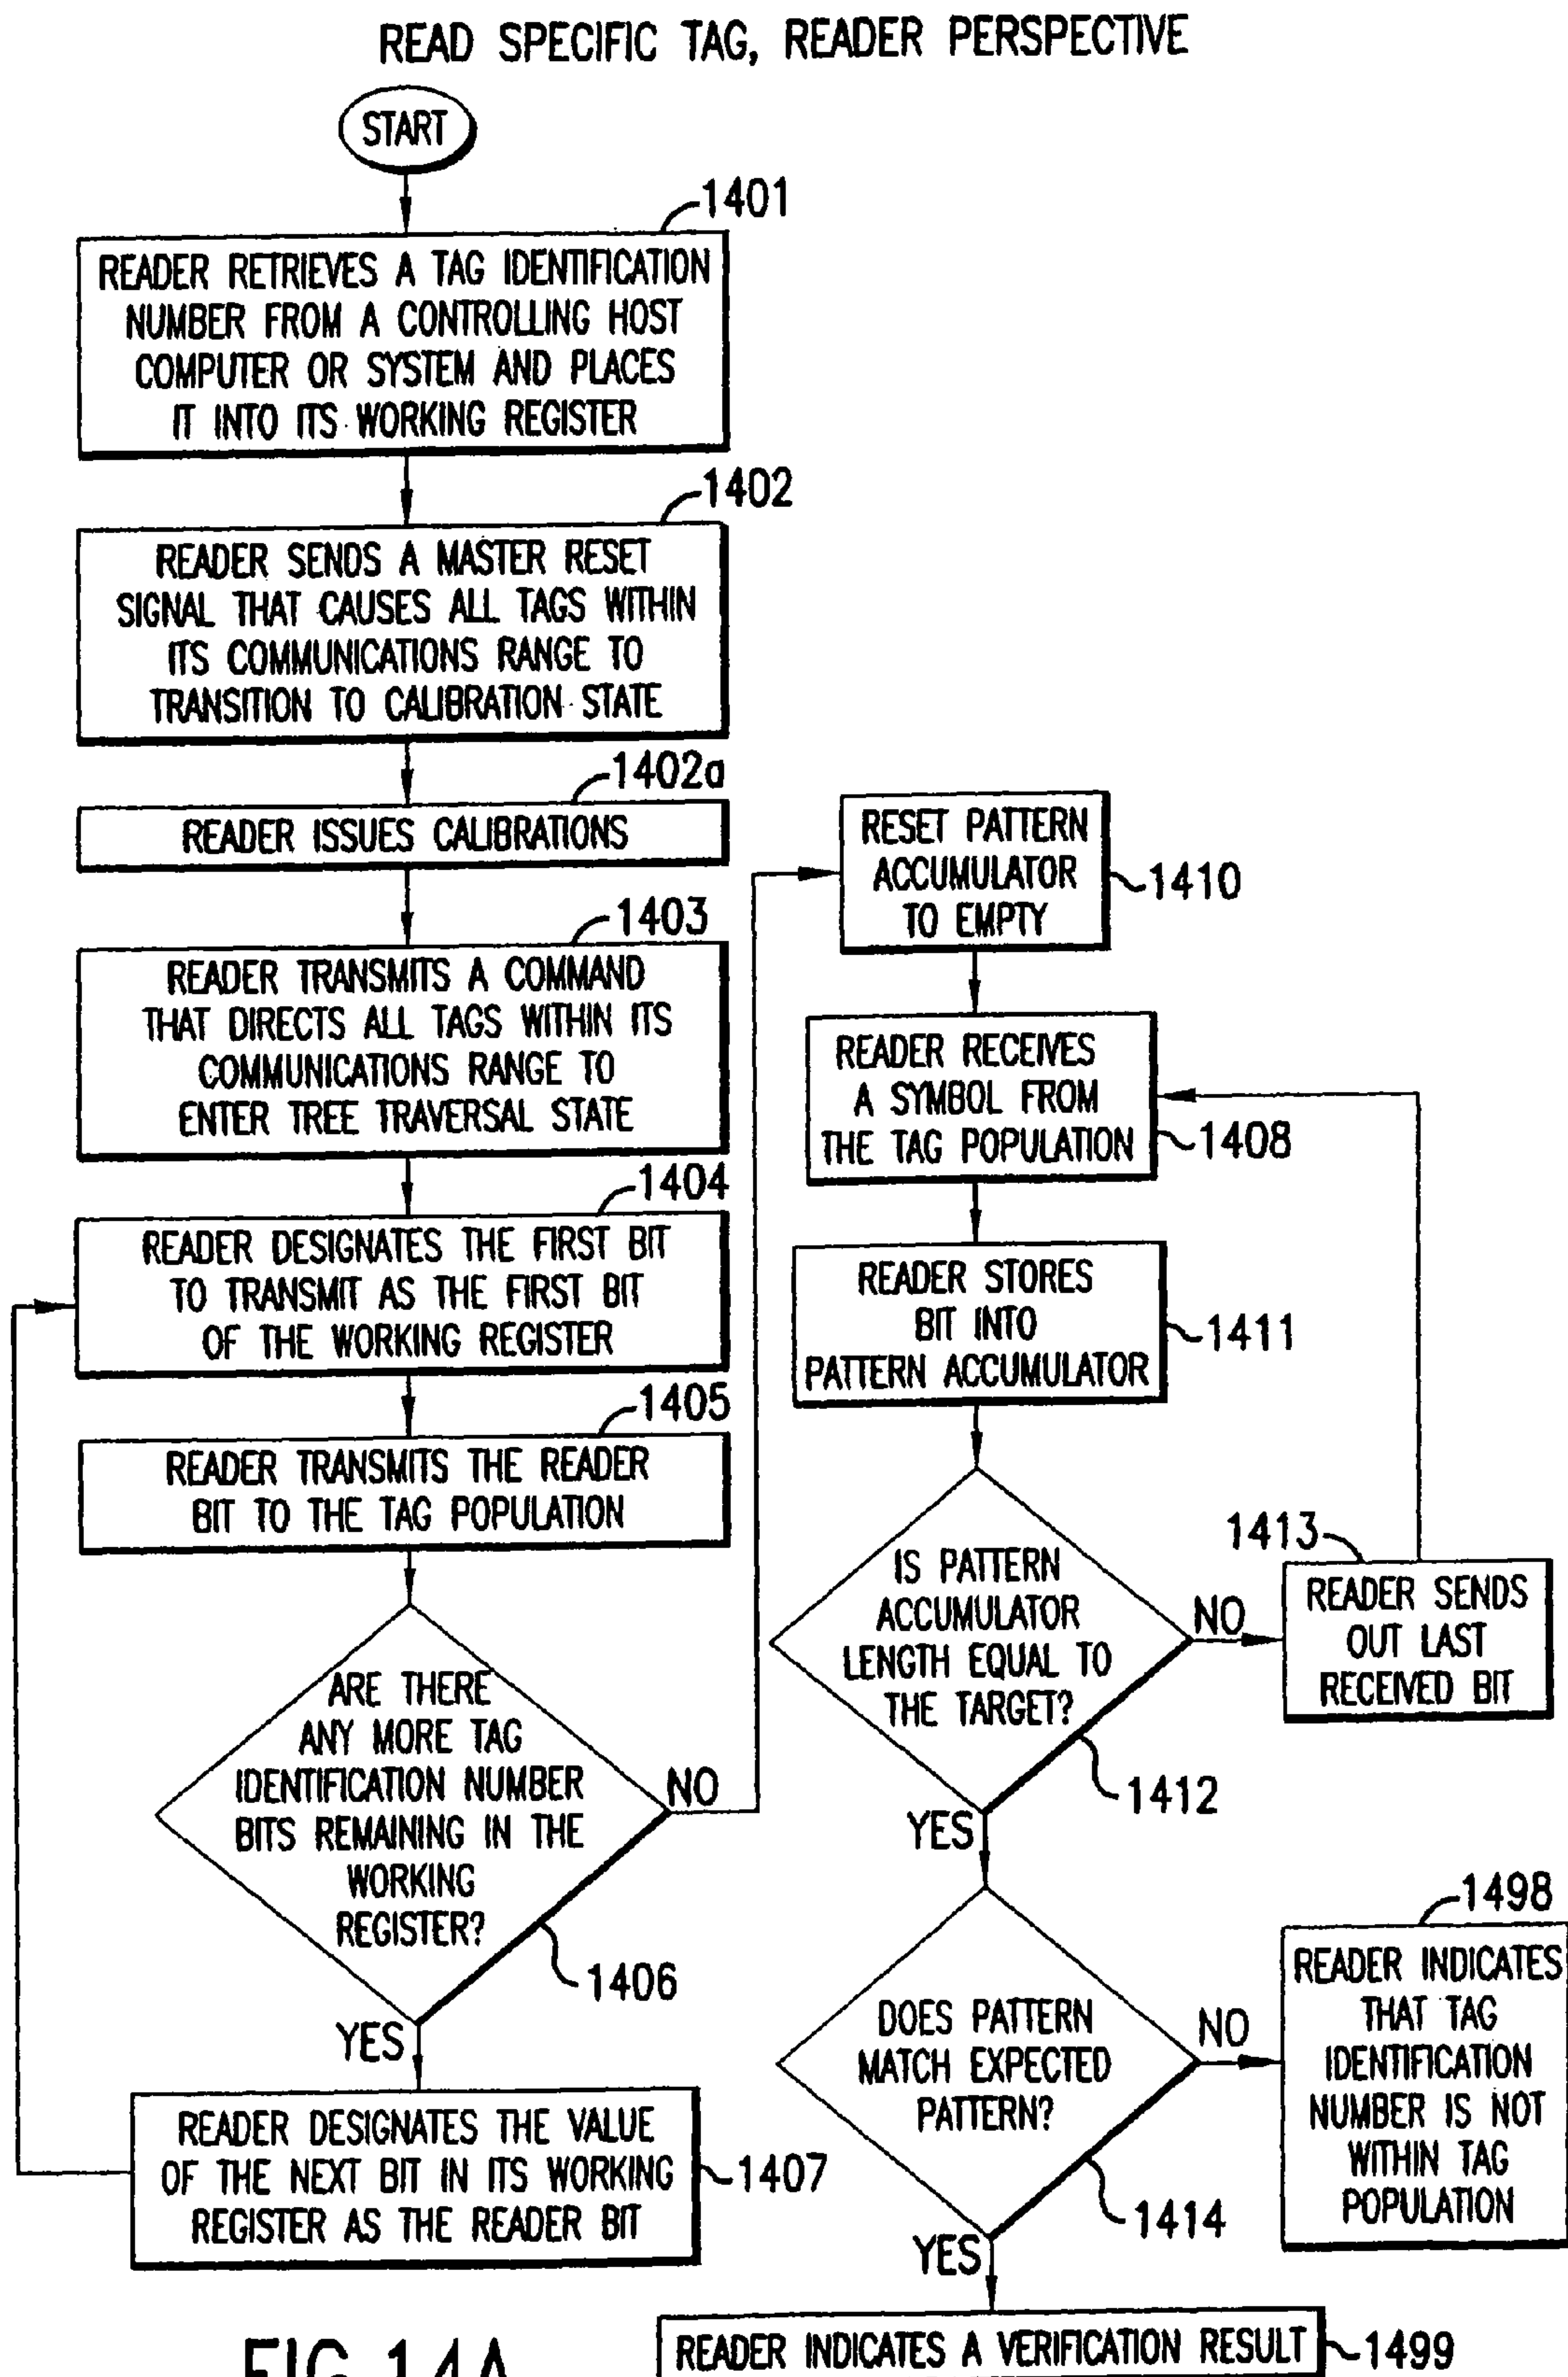 READ SPECIFIC TAG, READER PERSPECTIVE
START
1401
READER RETRIEVES A TAG IDENTIFICATION
NUMBER FROM A CONTROLLING HOST
COMPUTER OR SYSTEM AND PLACES
IT INTO ITS WORKING REGISTER
1402
READER SENDS A MASTER RESET
SIGNAL THAT CAUSES ALL TAGS WITHIN
ITS COMMUNICATIONS RANGE TO
TRANSITION TO CALIBRATION STATE
1402a
READER ISSUES CALIBRATIONS
1403
READER TRANSMITS A COMMAND
THAT DIRECTS ALL TAGS WITHIN ITS
COMMUNICATIONS RANGE TO
ENTER TREE TRAVERSAL STATE
1404
READER DESIGNATES THE FIRST BIT
TO TRANSMIT AS THE FIRST BIT
OF THE WORKING REGISTER
1405
READER TRANSMITS THE READER
BIT TO THE TAG POPULATION
ARE THERE
ANY MORE TAG
IDENTIFICATION NUMBER
BITS REMAINING IN THE
WORKING
REGISTER?
NO
1406
YES
READER DESIGNATES THE VALUE
OF THE NEXT BIT IN ITS WORKING
REGISTER AS THE READER BIT
1407
RESET PATTERN
ACCUMULATOR
TO EMPTY
1410
READER RECEIVES
A SYMBOL FROM
THE TAG POPULATION
1408
READER STORES
BIT INTO
PATTERN ACCUMULATOR
1411
IS PATTERN
ACCUMULATOR
LENGTH EQUAL TO
THE TARGET?
NO
1412
1413
READER SENDS
OUT LAST
RECEIVED BIT
YES
DOES PATTERN
MATCH EXPECTED
PATTERN?
NO
1414
1498
READER INDICATES
THAT TAG
IDENTIFICATION
NUMBER IS NOT
WITHIN TAG
POPULATION
YES
READER INDICATES A VERIFICATION RESULT
1499
FIG.14A